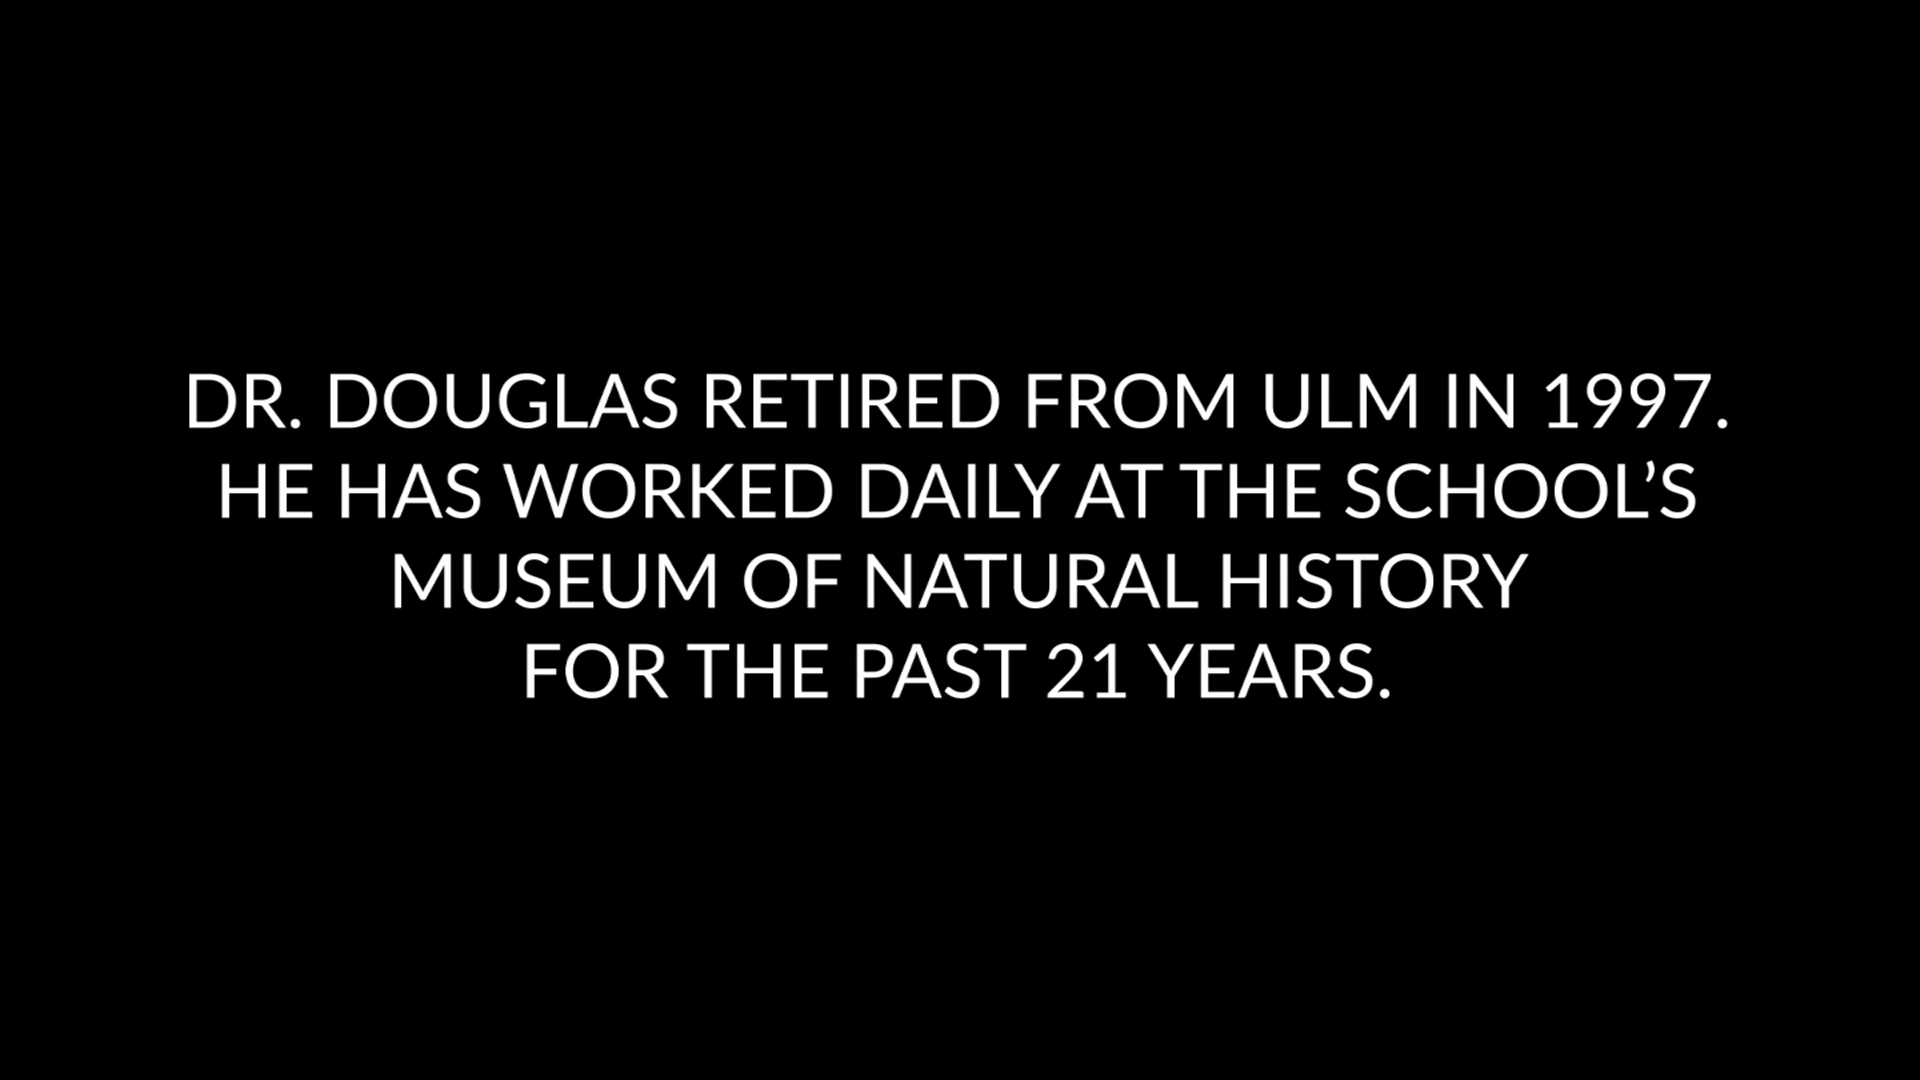 DR. DOUGLAS RETIRED FROM ULM IN 1997.
HE HAS WORKED DAILY AT THE SCHOOL’S
MUSEUM OF NATURAL HISTORY
FOR THE PAST 21 YEARS.